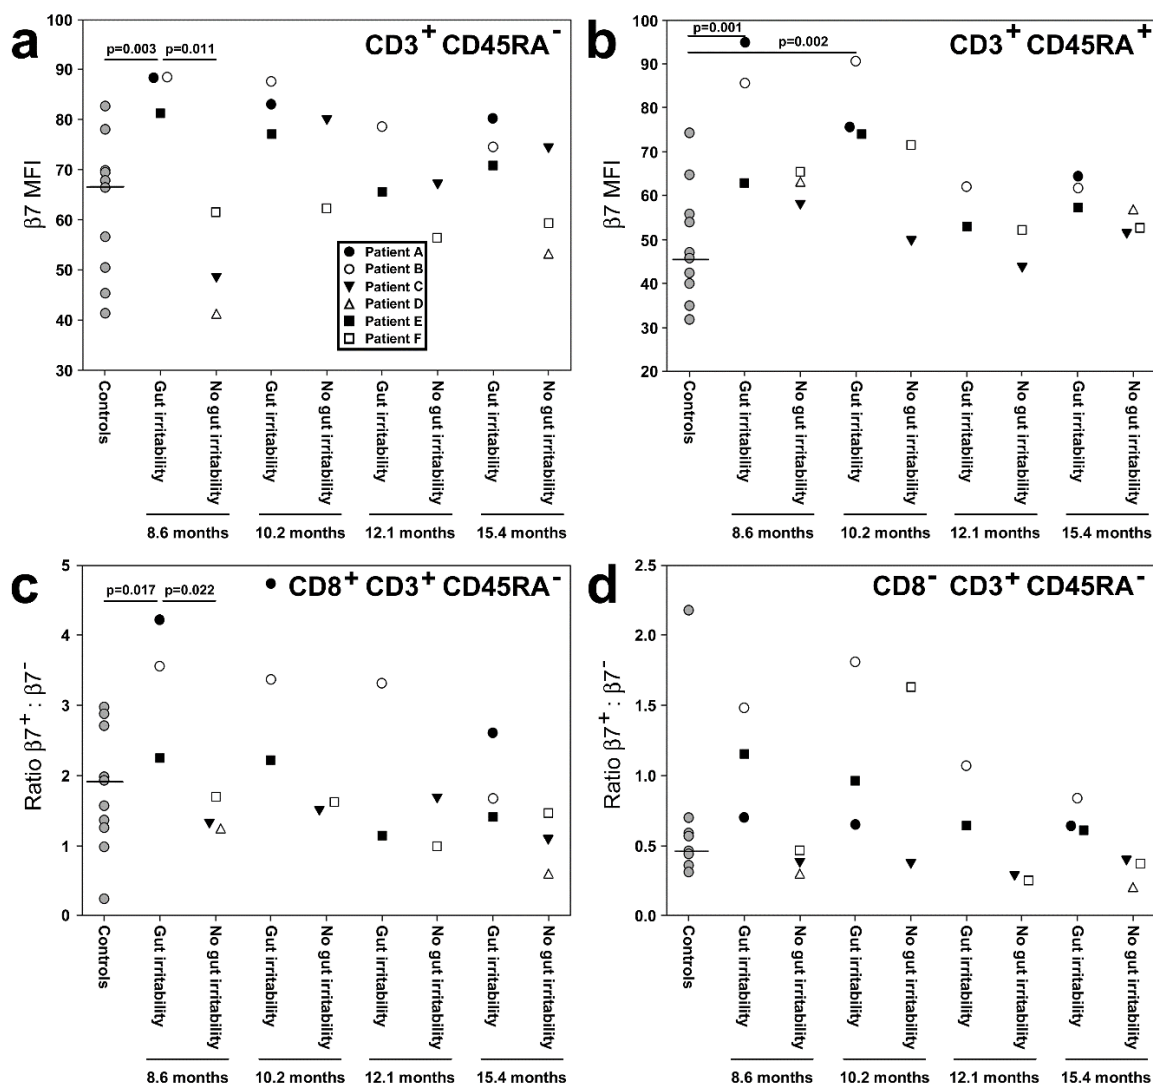 a
CD3+ CD45RA-
p=0.003 p=0.011
β7 MFI
100
90
80
70
60
50
40
30
Patient A
Patient B
Patient C
Patient D
Patient E
Patient F
Controls
Gut irritability
No gut irritability
Gut irritability
No gut irritability
Gut irritability
No gut irritability
Gut irritability
No gut irritability
8.6 months 10.2 months 12.1 months 15.4 months
b
CD3+ CD45RA+
p=0.001
p=0.002
β7 MFI
100
90
80
70
60
50
40
30
20
Controls
Gut irritability
No gut irritability
Gut irritability
No gut irritability
Gut irritability
No gut irritability
Gut irritability
No gut irritability
8.6 months 10.2 months 12.1 months 15.4 months
c
CD8+ CD3+ CD45RA-
p=0.017 p=0.022
Ratio β7+ : β7-
5
4
3
2
1
0
Controls
Gut irritability
No gut irritability
Gut irritability
No gut irritability
Gut irritability
No gut irritability
Gut irritability
No gut irritability
8.6 months 10.2 months 12.1 months 15.4 months
d
CD8- CD3+ CD45RA-
Ratio β7+ : β7-
2.5
2.0
1.5
1.0
0.5
0.0
Controls
Gut irritability
No gut irritability
Gut irritability
No gut irritability
Gut irritability
No gut irritability
Gut irritability
No gut irritability
8.6 months 10.2 months 12.1 months 15.4 months